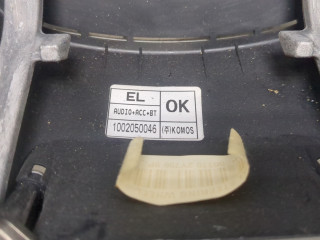 EL OK
AUDIO+ACC+BT
1002050046 (주)KOMOS